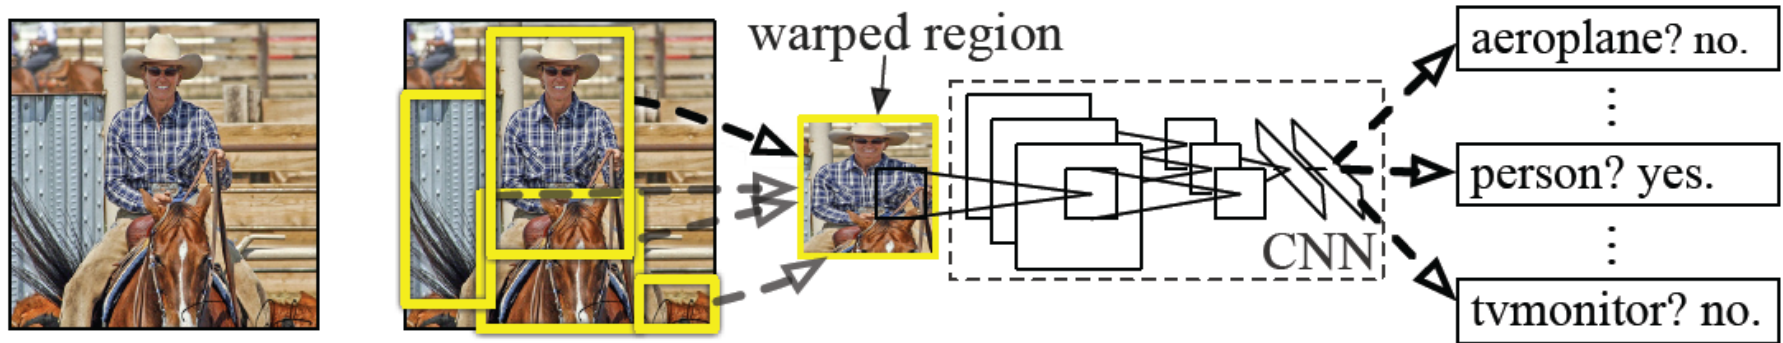 warped region
aeroplane? no.
person? yes.
CNN
tvmonitor? no.